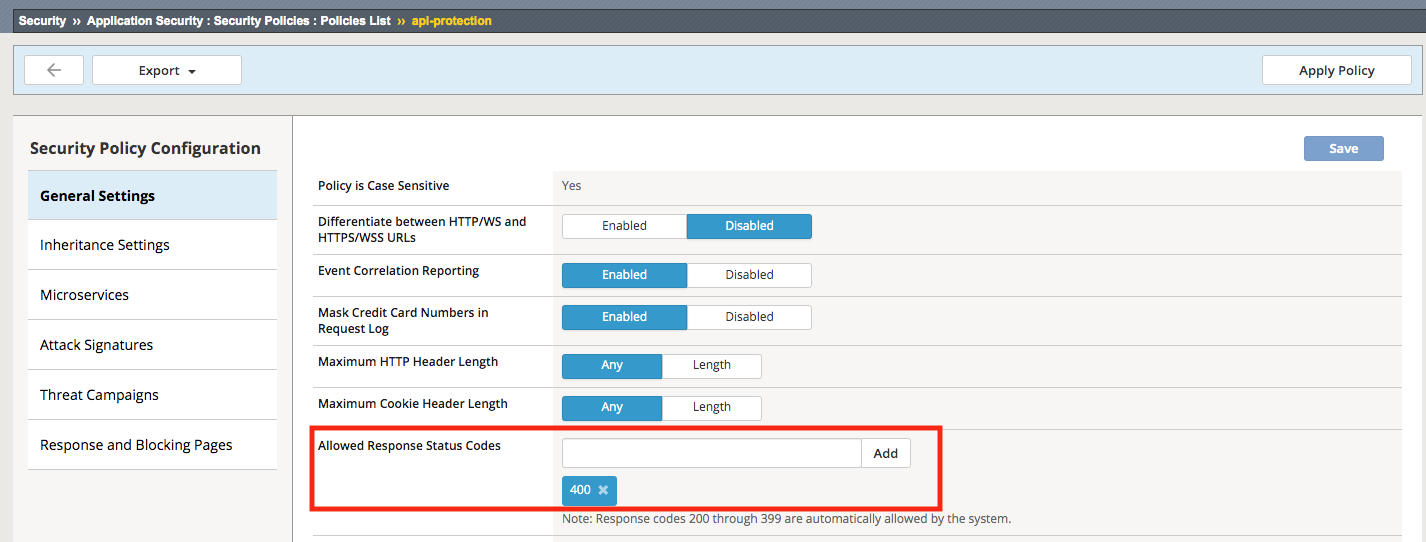 Security ›› Application Security : Security Policies : Policies List ›› api-protection
Export
Apply Policy
Security Policy Configuration
General Settings
Inheritance Settings
Microservices
Attack Signatures
Threat Campaigns
Response and Blocking Pages
Save
Policy is Case Sensitive
Yes
Differentiate between HTTP/WS and
HTTPS/WSS URLs
Enabled
Disabled
Event Correlation Reporting
Enabled
Disabled
Mask Credit Card Numbers in
Request Log
Enabled
Disabled
Maximum HTTP Header Length
Any
Length
Maximum Cookie Header Length
Any
Length
Allowed Response Status Codes
Add
400
Note: Response codes 200 through 399 are automatically allowed by the system.